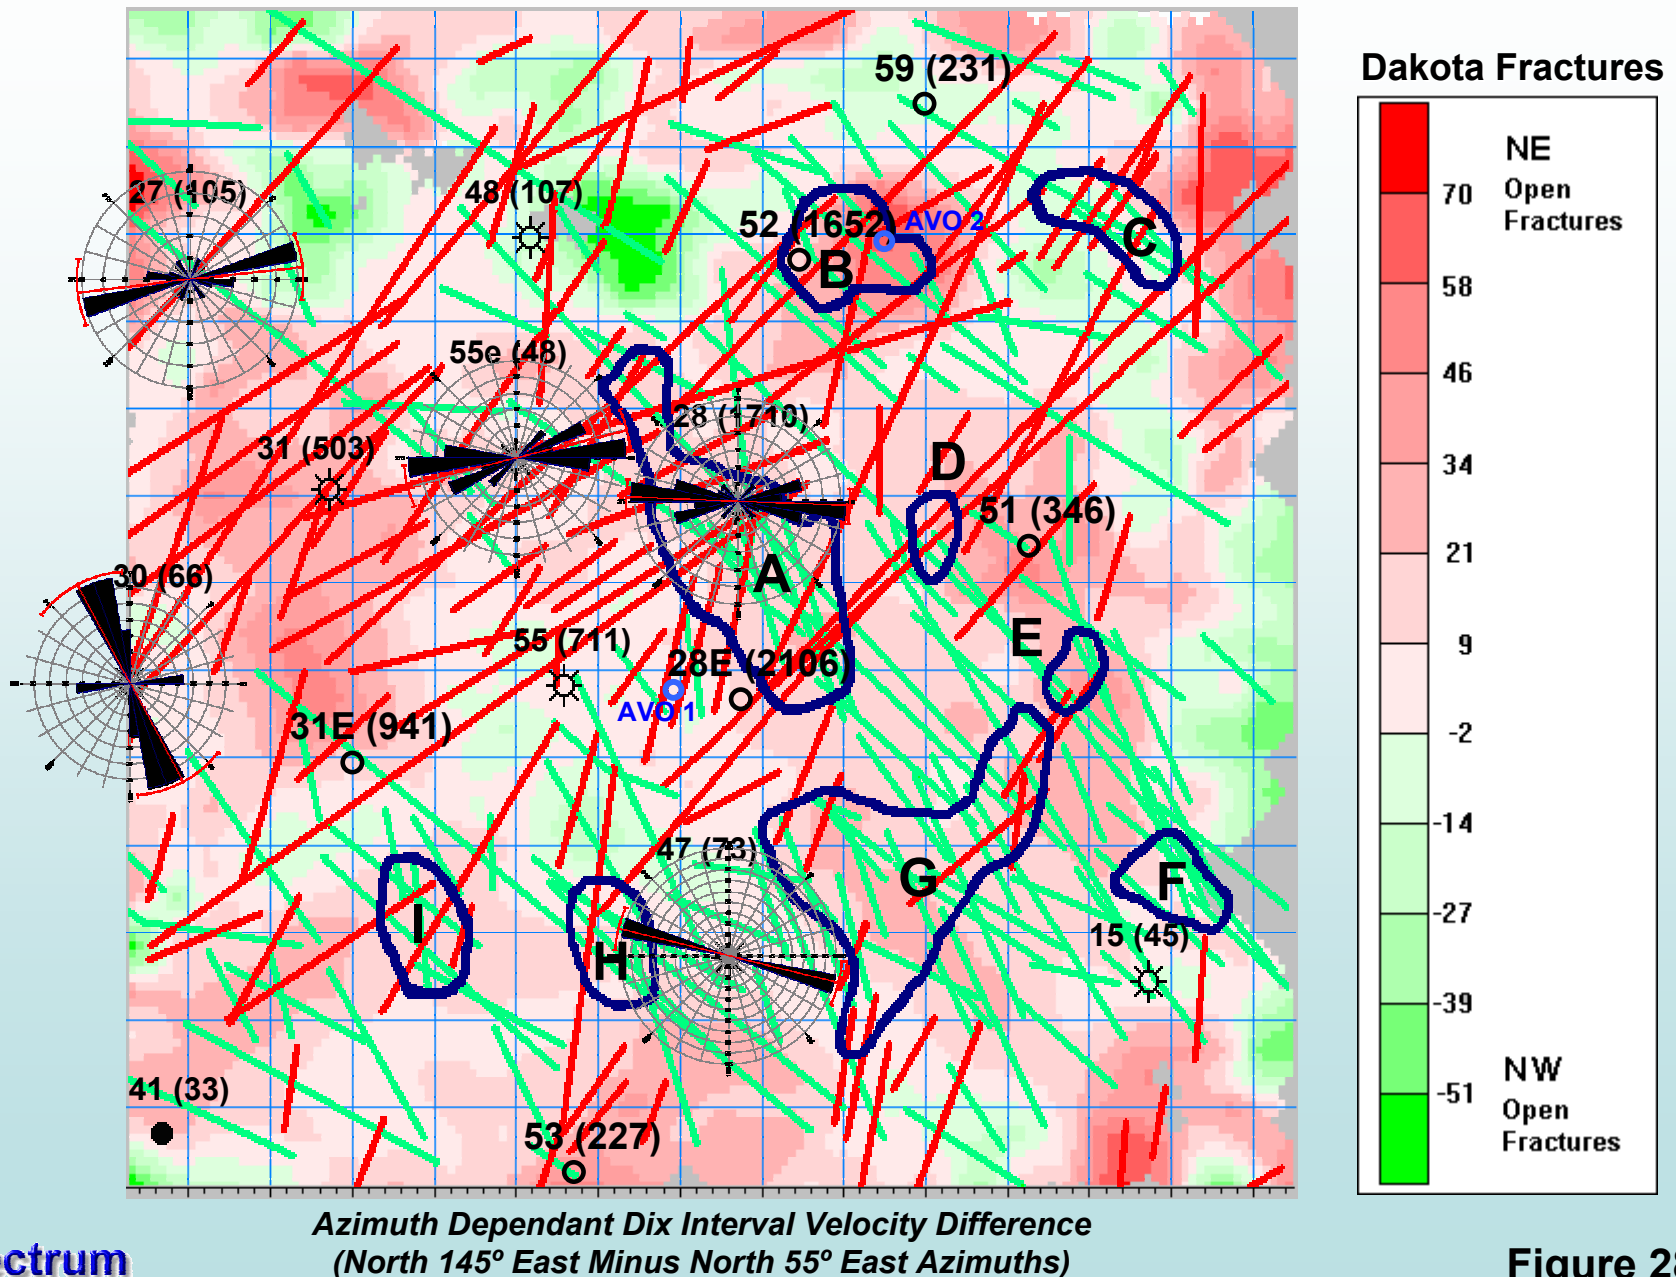 Dakota Fractures
NE
Open
Fractures
70
58
46
34
21
9
-2
-14
-27
-39
-51
NW
Open
Fractures
59 (231)
27 (105)
48 (107)
52 (1652)
AVO 2
B
C
55e (48)
28 (1710)
31 (503)
D
51 (346)
30 (66)
A
E
55 (711)
28E (2106)
AVO 1
31E (941)
47 (73)
G
F
I
H
15 (45)
41 (33)
53 (227)
Azimuth Dependant Dix Interval Velocity Difference
(North 145º East Minus North 55º East Azimuths)
ectrum
Figure